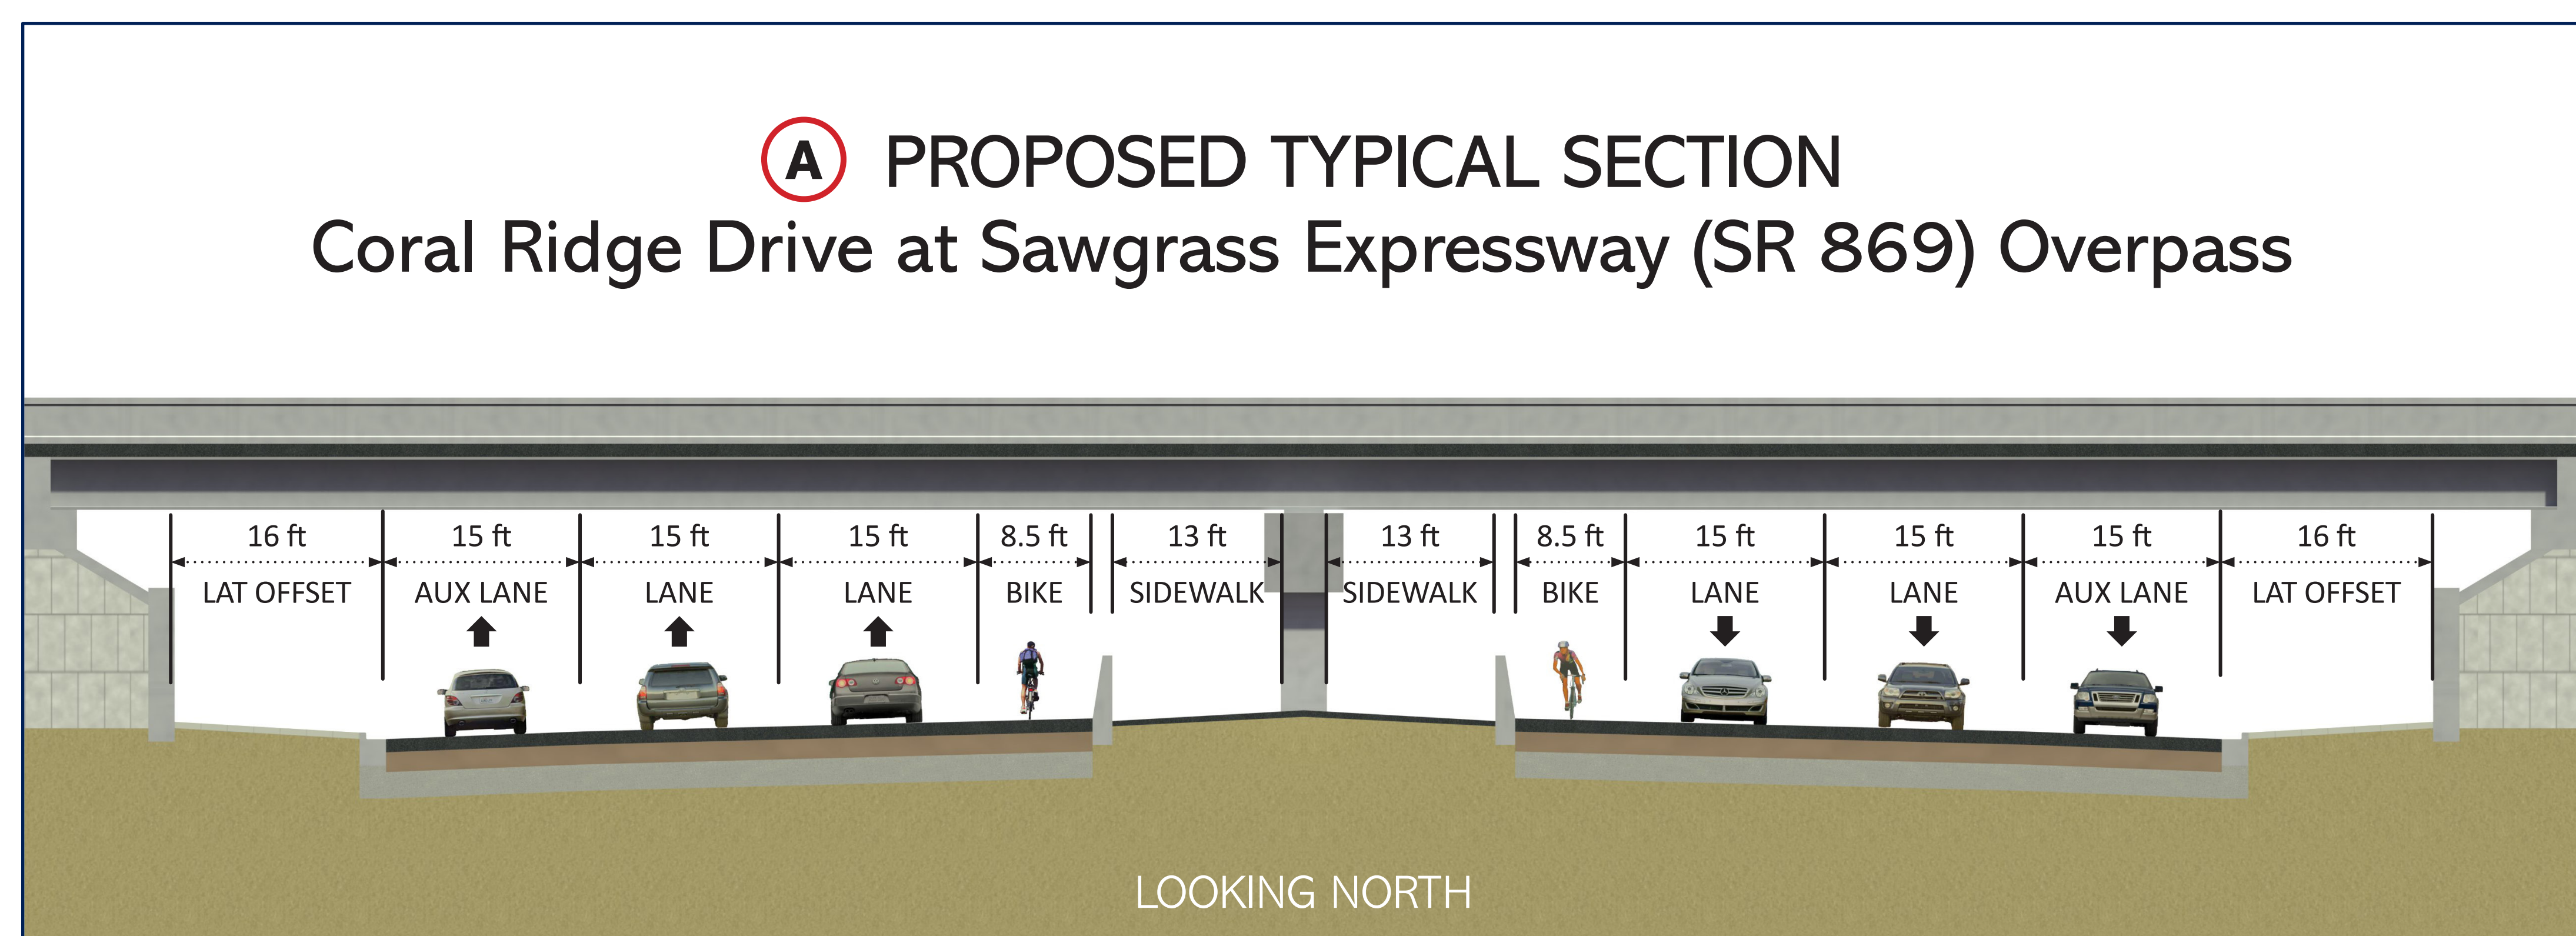 A PROPOSED TYPICAL SECTION
Coral Ridge Drive at Sawgrass Expressway (SR 869) Overpass
16 ft 15 ft 15 ft 15 ft 8.5 ft 13 ft 13 ft 8.5 ft 15 ft 15 ft 15 ft 16 ft
LAT OFFSET AUX LANE LANE LANE BIKE SIDEWALK SIDEWALK BIKE LANE LANE AUX LANE LAT OFFSET
LOOKING NORTH